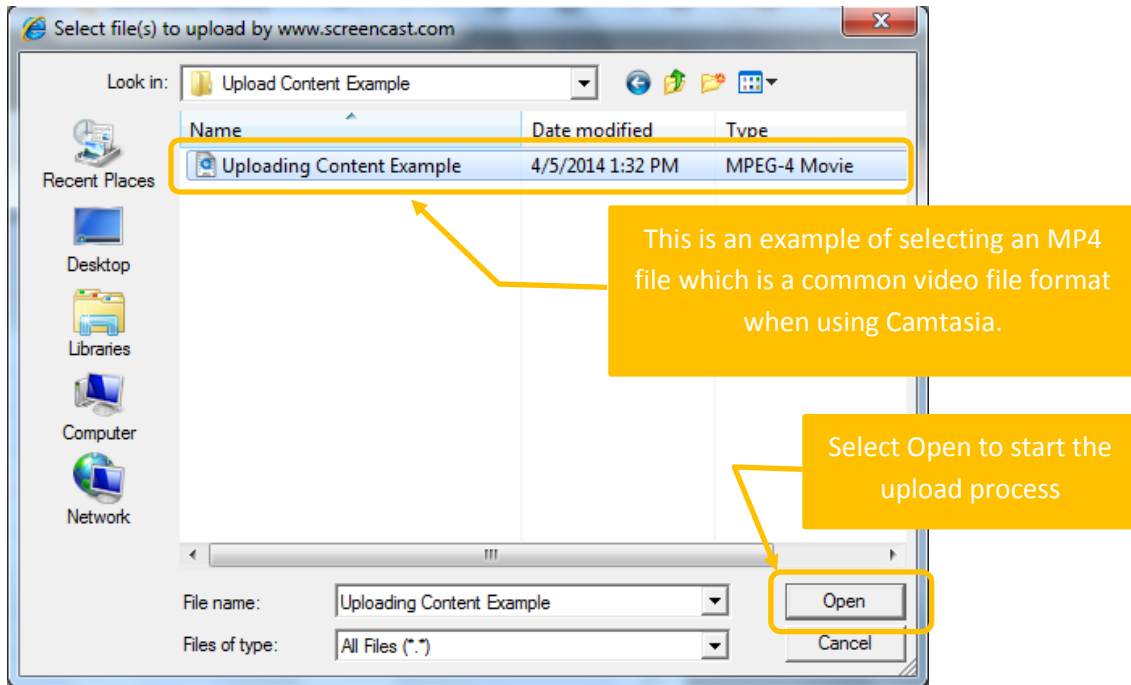 Select file(s) to upload by www.screencast.com
Look in:
Upload Content Example
Name
Date modified
Type
Uploading Content Example
4/5/2014 1:32 PM
MPEG-4 Movie
Recent Places
Desktop
Libraries
Computer
Network
This is an example of selecting an MP4
file which is a common video file format
when using Camtasia.
Select Open to start the
upload process
File name:
Uploading Content Example
Open
Files of type:
All Files (*.*)
Cancel